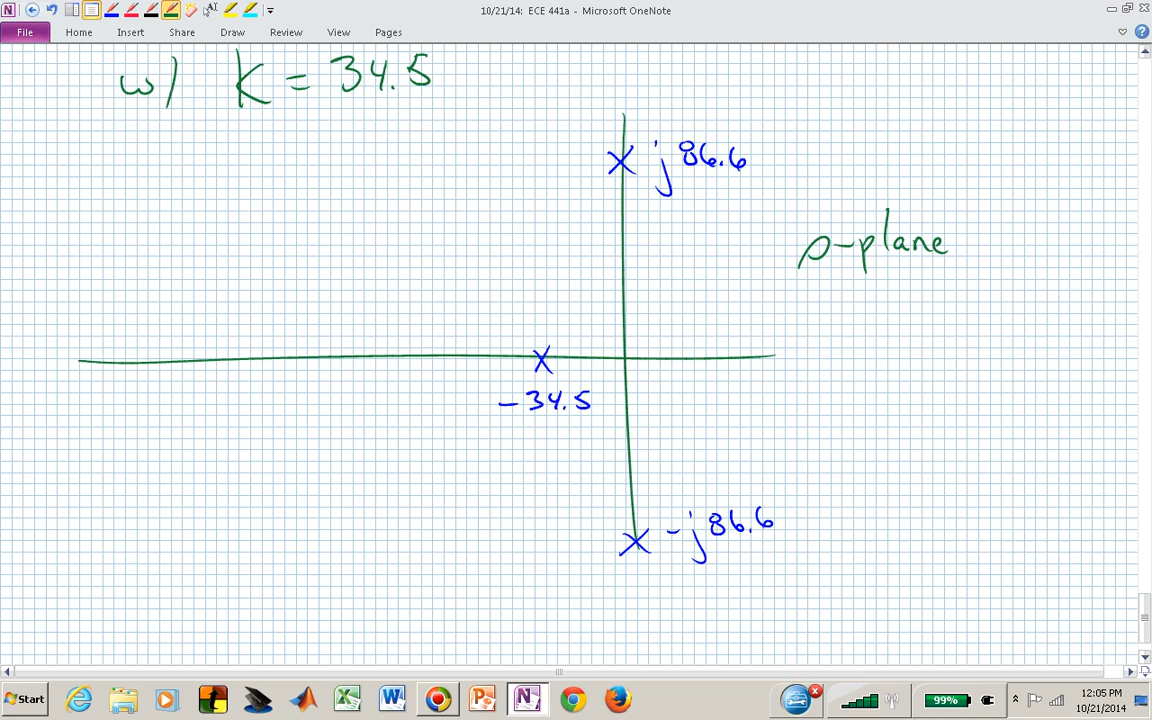 10/21/14: ECE 441a - Microsoft OneNote
File Home Insert Share Draw Review View Pages
w/ K = 34.5
j86.6
s-plane
-34.5
-j86.6
Start
99%
12:05 PM
10/21/2014